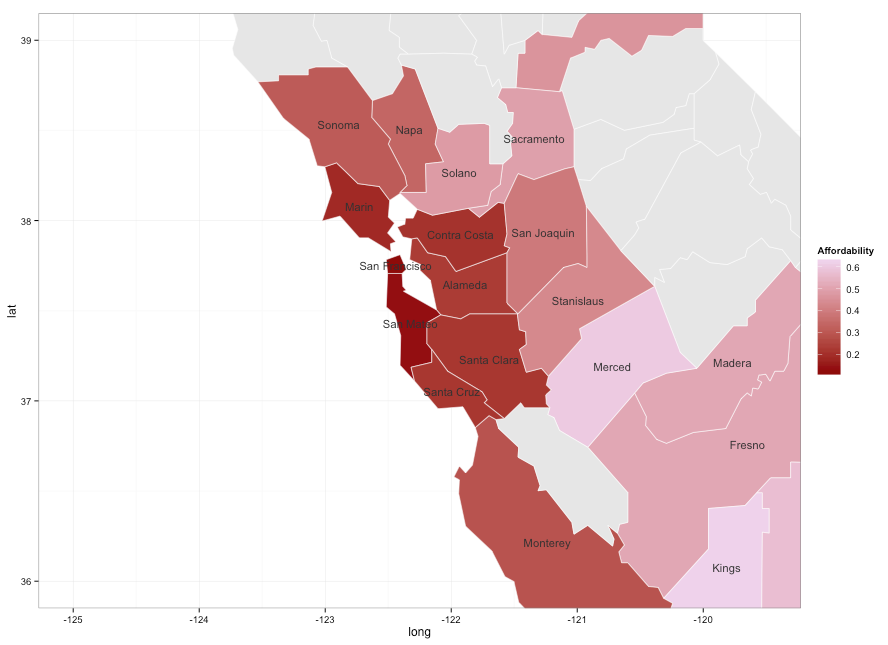 39
38
37
36
lat
-125
-124
-123
-122
-121
-120
long
Sonoma
Napa
Sacramento
Solano
Marin
Contra Costa
San Joaquin
San Francisco
Alameda
Stanislaus
San Mateo
Santa Clara
Merced
Madera
Santa Cruz
Fresno
Monterey
Kings
Affordability
0.6
0.5
0.4
0.3
0.2